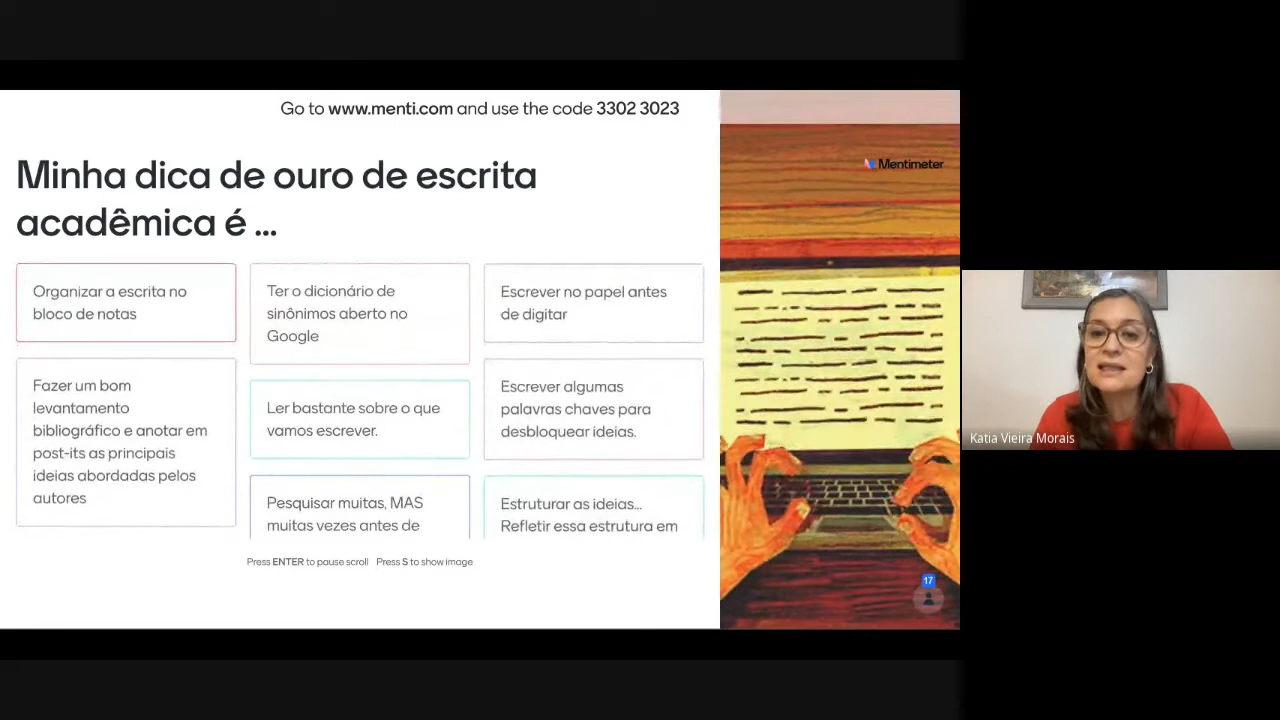 Go to www.menti.com and use the code 3302 3023
Mentimeter
Minha dica de ouro de escrita
acadêmica é ...
Organizar a escrita no
bloco de notas
Fazer um bom
levantamento
bibliográfico e anotar em
post-its as principais
ideias abordadas pelos
autores
Ter o dicionário de
sinônimos aberto no
Google
Ler bastante sobre o que
vamos escrever.
Pesquisar muitas, MAS
muitas vezes antes de
Escrever no papel antes
de digitar
Escrever algumas
palavras chaves para
desbloquear ideias.
Estruturar as ideias...
Refletir essa estrutura em
Press ENTER to pause scroll Press S to show image
17
Katia Vieira Morais